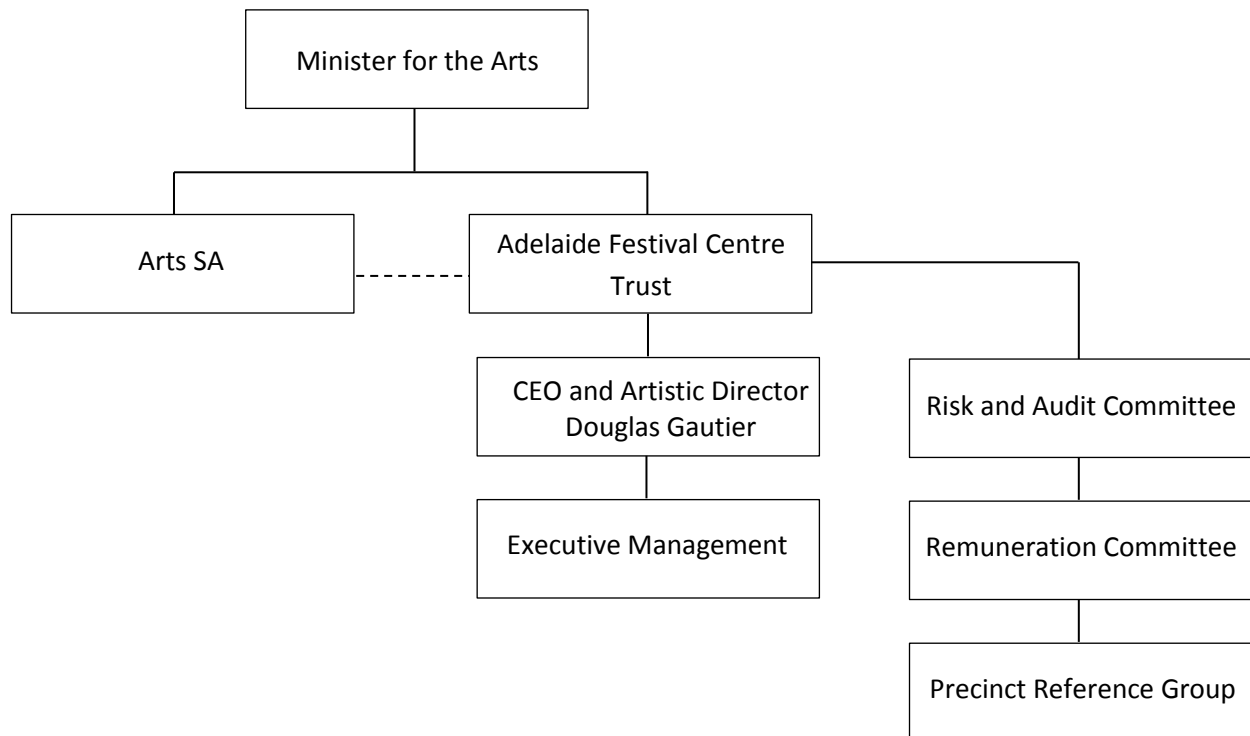 Minister for the Arts
Arts SA
Adelaide Festival Centre
Trust
CEO and Artistic Director
Douglas Gautier
Risk and Audit Committee
Executive Management
Remuneration Committee
Precinct Reference Group